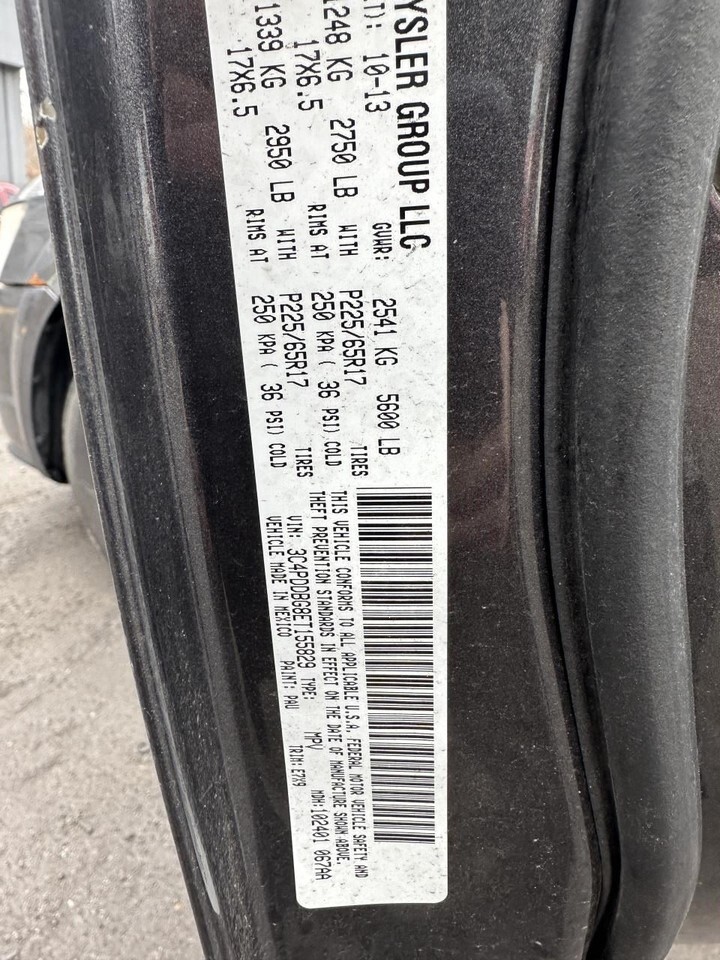 YSLER GROUP LLC
T): 10-13 GVWR: 2541 KG 5600 LB
1248 KG 2750 LB WITH P225/65R17 TIRES
17X6.5 RIMS AT 250 KPA ( 36 PSI) COLD
1339 KG 2950 LB WITH P225/65R17 TIRES
17X6.5 RIMS AT 250 KPA ( 36 PSI) COLD
THIS VEHICLE CONFORMS TO ALL APPLICABLE U.S.A. FEDERAL MOTOR VEHICLE SAFETY AND
THEFT PREVENTION STANDARDS IN EFFECT ON THE DATE OF MANUFACTURE SHOWN ABOVE.
VIN: 3C4PDDBG8ET155829 TYPE: MPV MDH:102401 067AA
VEHICLE MADE IN MEXICO PAINT: PAU TRIM: E7X9